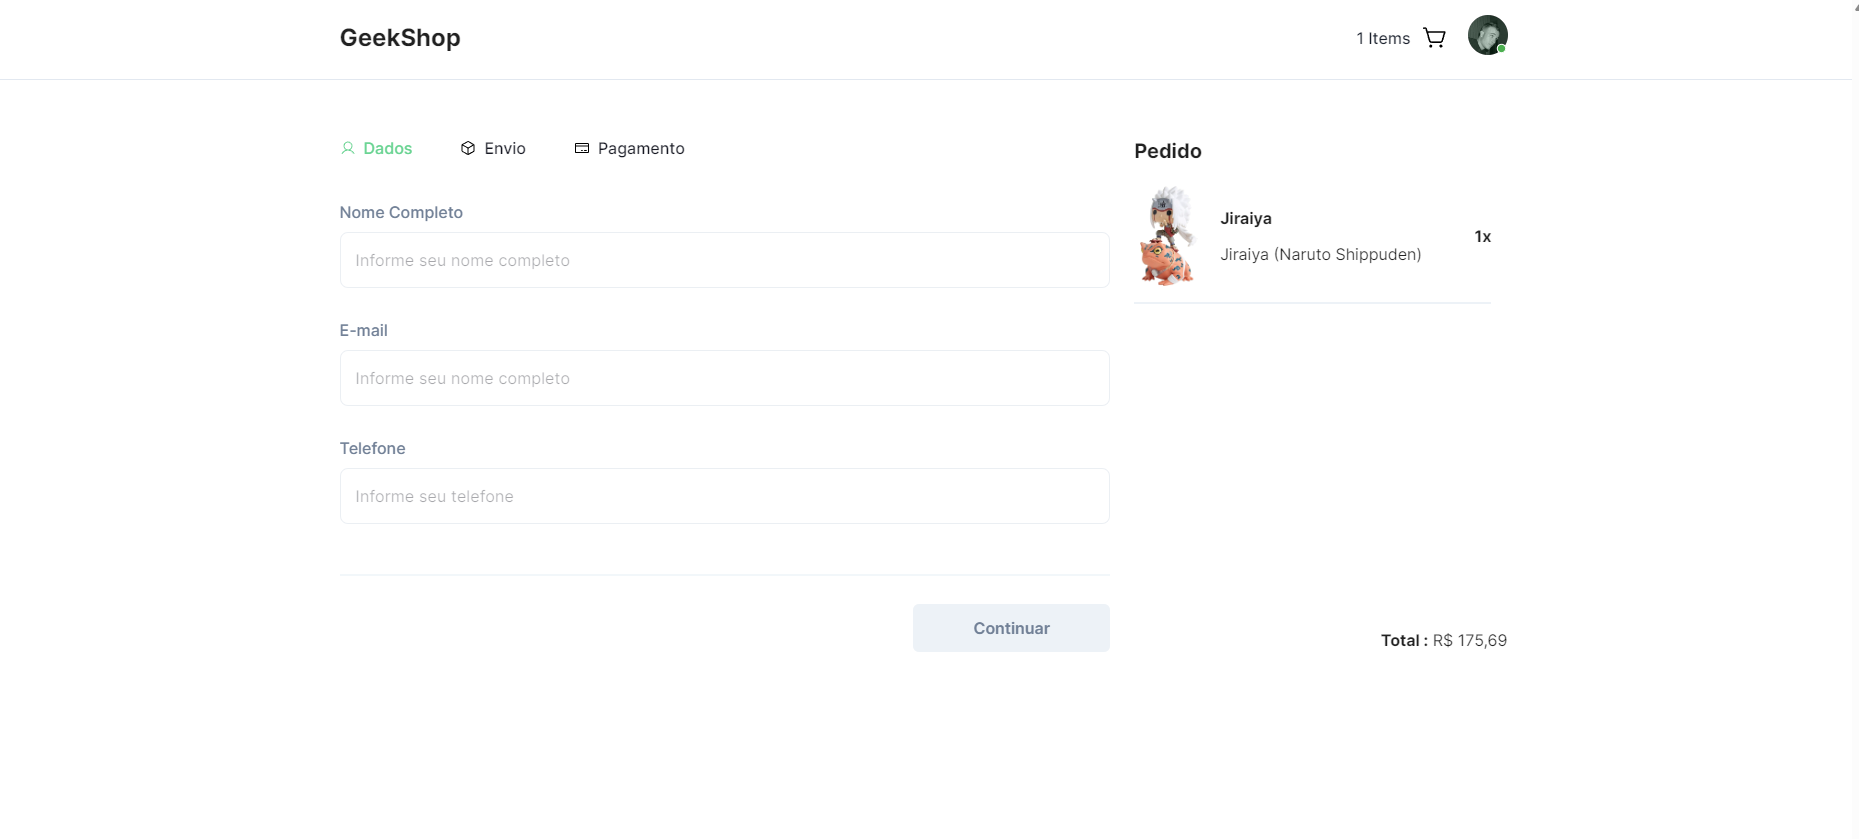 GeekShop
1 Items
Dados
Envio
Pagamento
Nome Completo
Informe seu nome completo
E-mail
Informe seu nome completo
Telefone
Informe seu telefone
Continuar
Pedido
Jiraiya
Jiraiya (Naruto Shippuden)
1x
Total : R$ 175,69